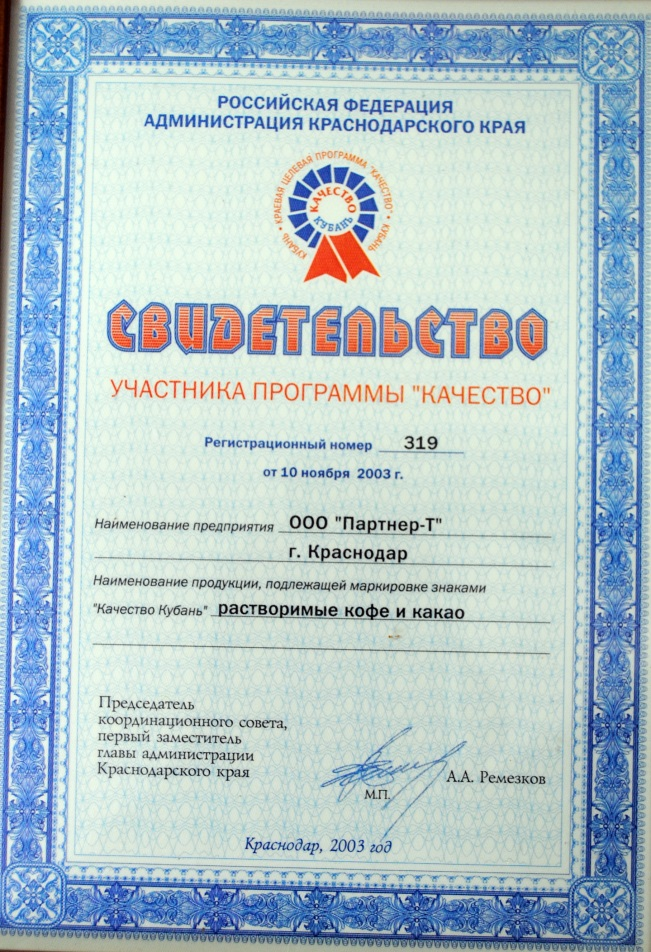 РОССИЙСКАЯ ФЕДЕРАЦИЯ
АДМИНИСТРАЦИЯ КРАСНОДАРСКОГО КРАЯ
КУБАНЬ • КРАЕВАЯ ЦЕЛЕВАЯ ПРОГРАММА "КАЧЕСТВО" • КУБАНЬ
КАЧЕСТВО
КУБАНЬ
СВИДЕТЕЛЬСТВО
УЧАСТНИКА ПРОГРАММЫ "КАЧЕСТВО"
Регистрационный номер 319
от 10 ноября 2003 г.
Наименование предприятия ООО "Партнер-Т"
г. Краснодар
Наименование продукции, подлежащей маркировке знаками
"Качество Кубань" растворимые кофе и какао
Председатель
координационного совета,
первый заместитель
главы администрации
Краснодарского края
А.А. Ремезков
М.П.
Краснодар, 2003 год